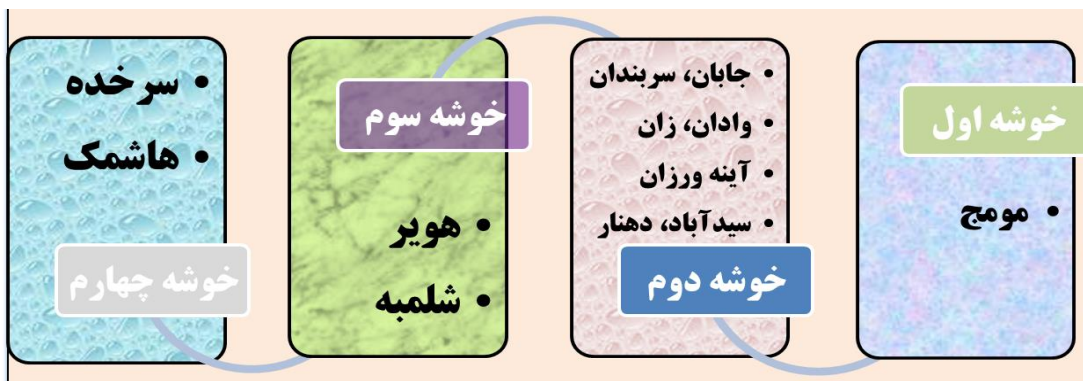 خوشه اول
• مومج
• جابان، سربندان
• وادان، زان
• آینه ورزان
• سیدآباد، دهنار
خوشه دوم
خوشه سوم
• هویر
• شلمبه
• سرخده
• هاشمک
خوشه چهارم